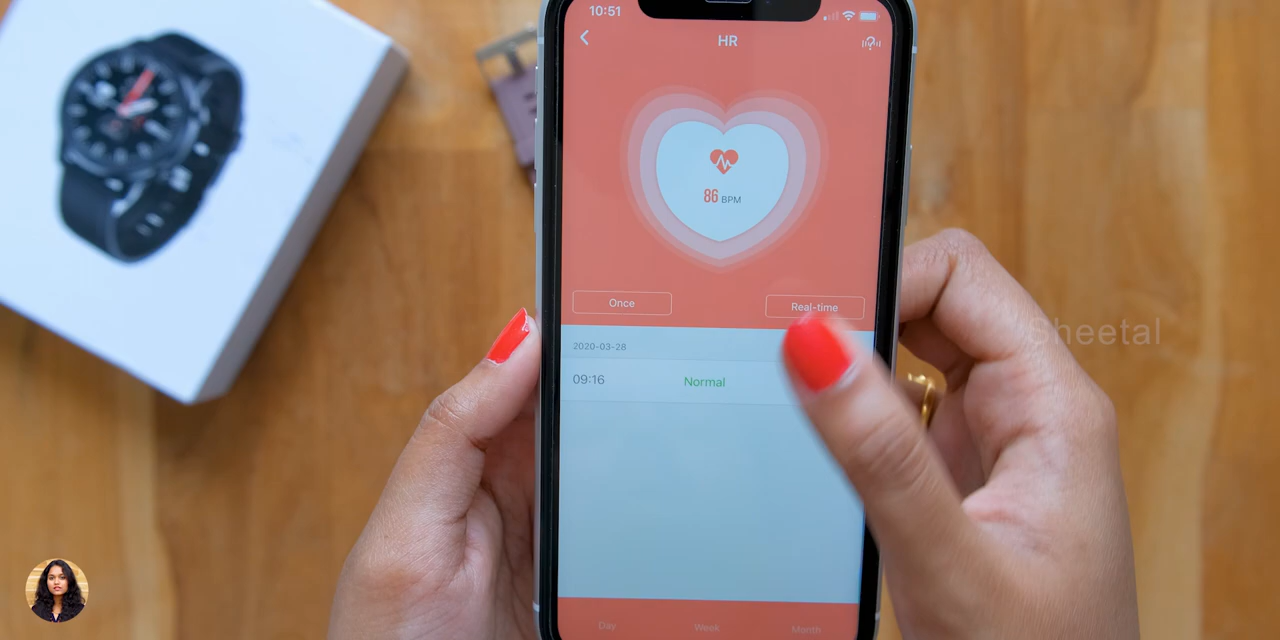 10:51
HR
86 BPM
Once
Real-time
2020-03-28
09:16
Normal
Day
Week
Month
Sheetal